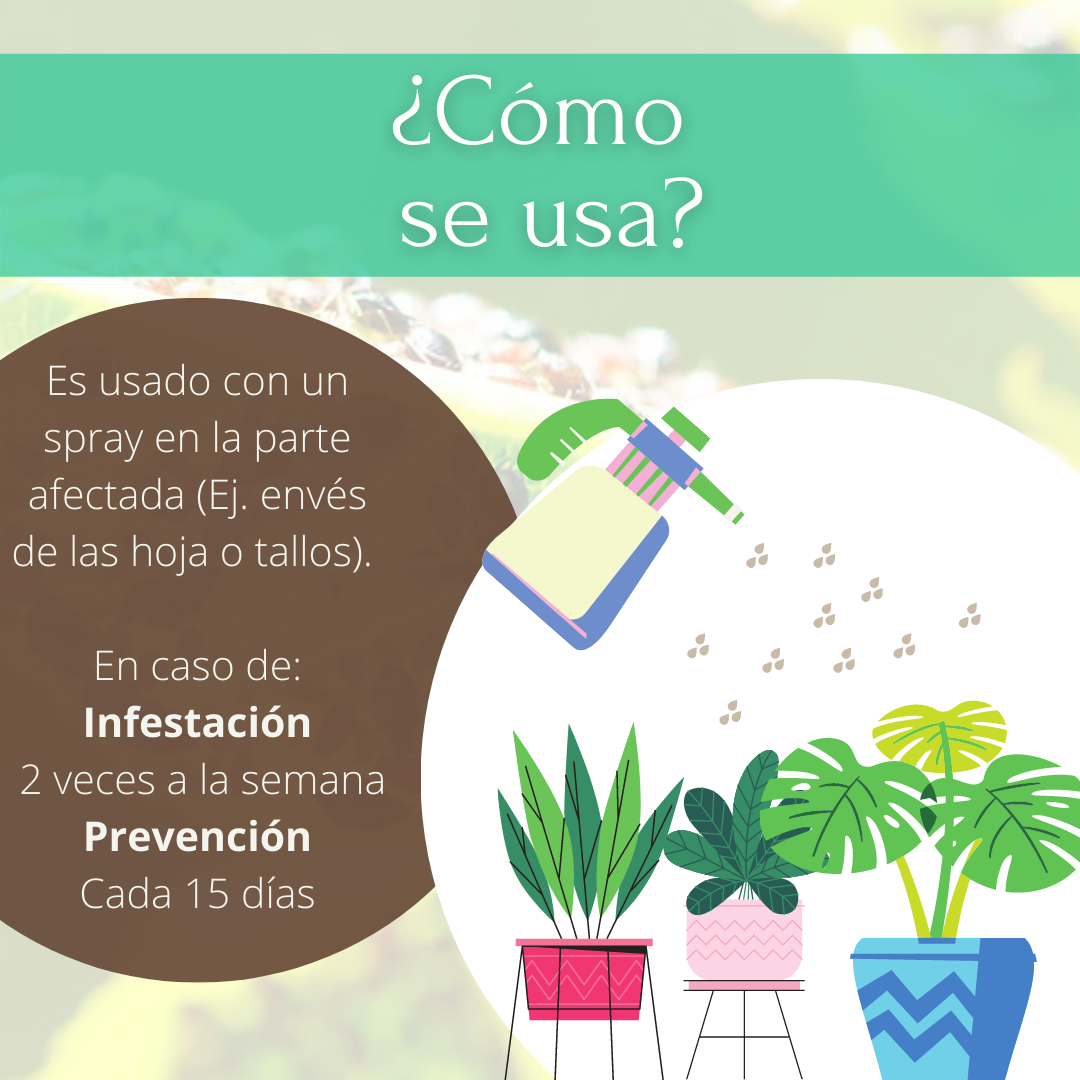 ¿Cómo
se usa?
Es usado con un
spray en la parte
afectada (Ej. envés
de las hoja o tallos).
En caso de:
Infestación
2 veces a la semana
Prevención
Cada 15 días